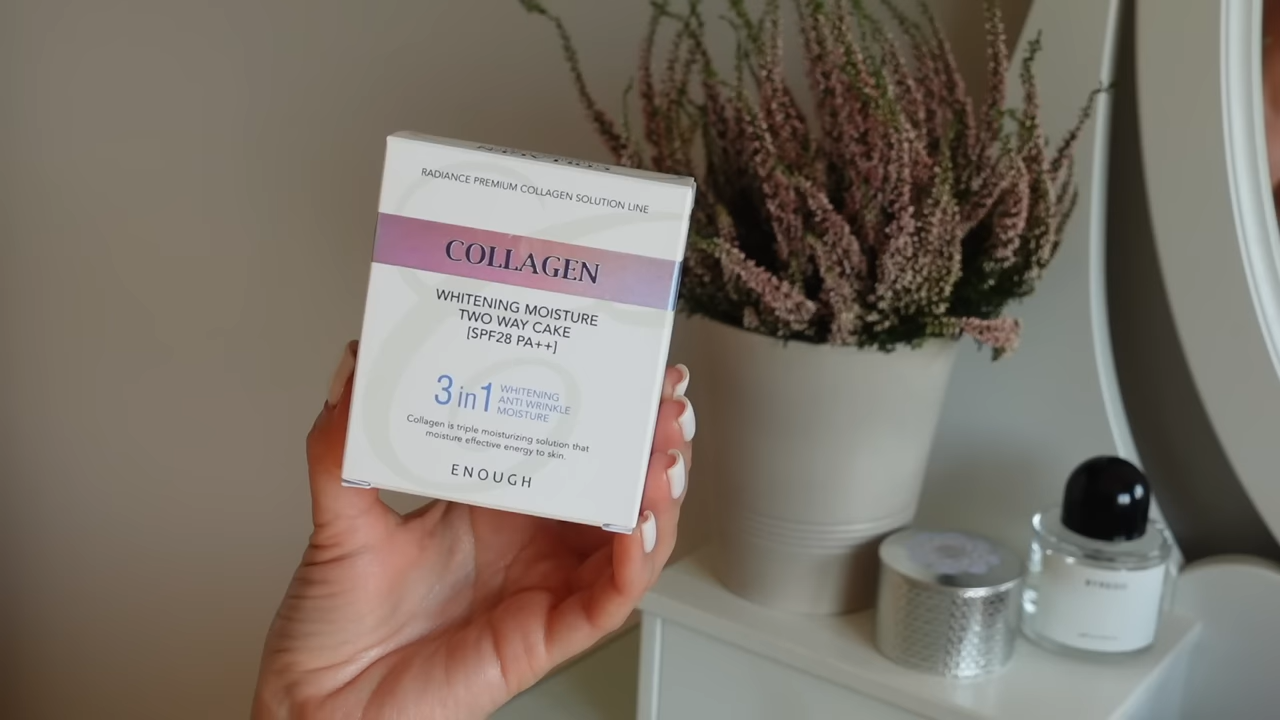 RADIANCE PREMIUM COLLAGEN SOLUTION LINE
COLLAGEN
WHITENING MOISTURE
TWO WAY CAKE
[SPF28 PA++]
3 in 1
WHITENING
ANTI WRINKLE
MOISTURE
Collagen is triple moisturizing solution that
moisture effective energy to skin.
ENOUGH
BYREDO